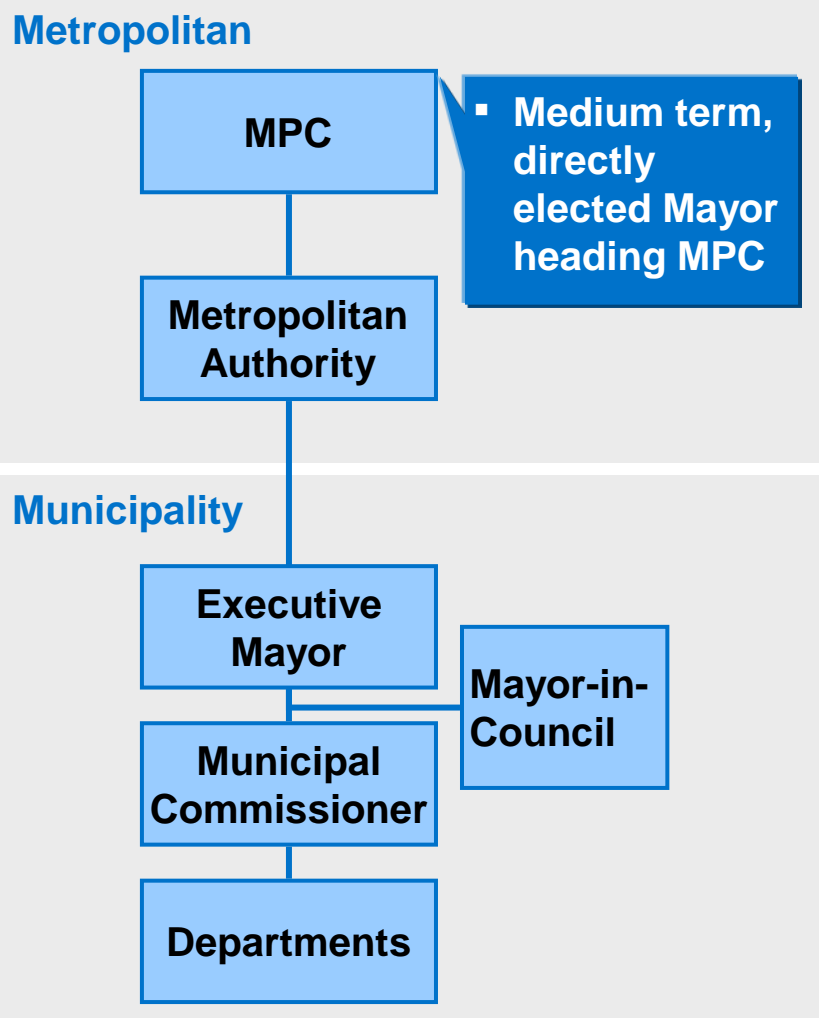 Metropolitan
MPC
▪ Medium term,
directly
elected Mayor
heading MPC
Metropolitan
Authority
Municipality
Executive
Mayor
Mayor-in-
Council
Municipal
Commissioner
Departments